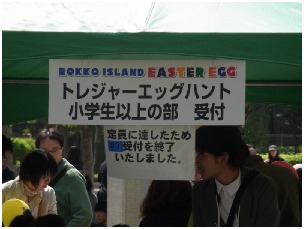 ROKKO ISLAND EASTER EGG
トレジャーエッグハント
小学生以上の部　受付
定員に達したため
受付を終了
いたしました。